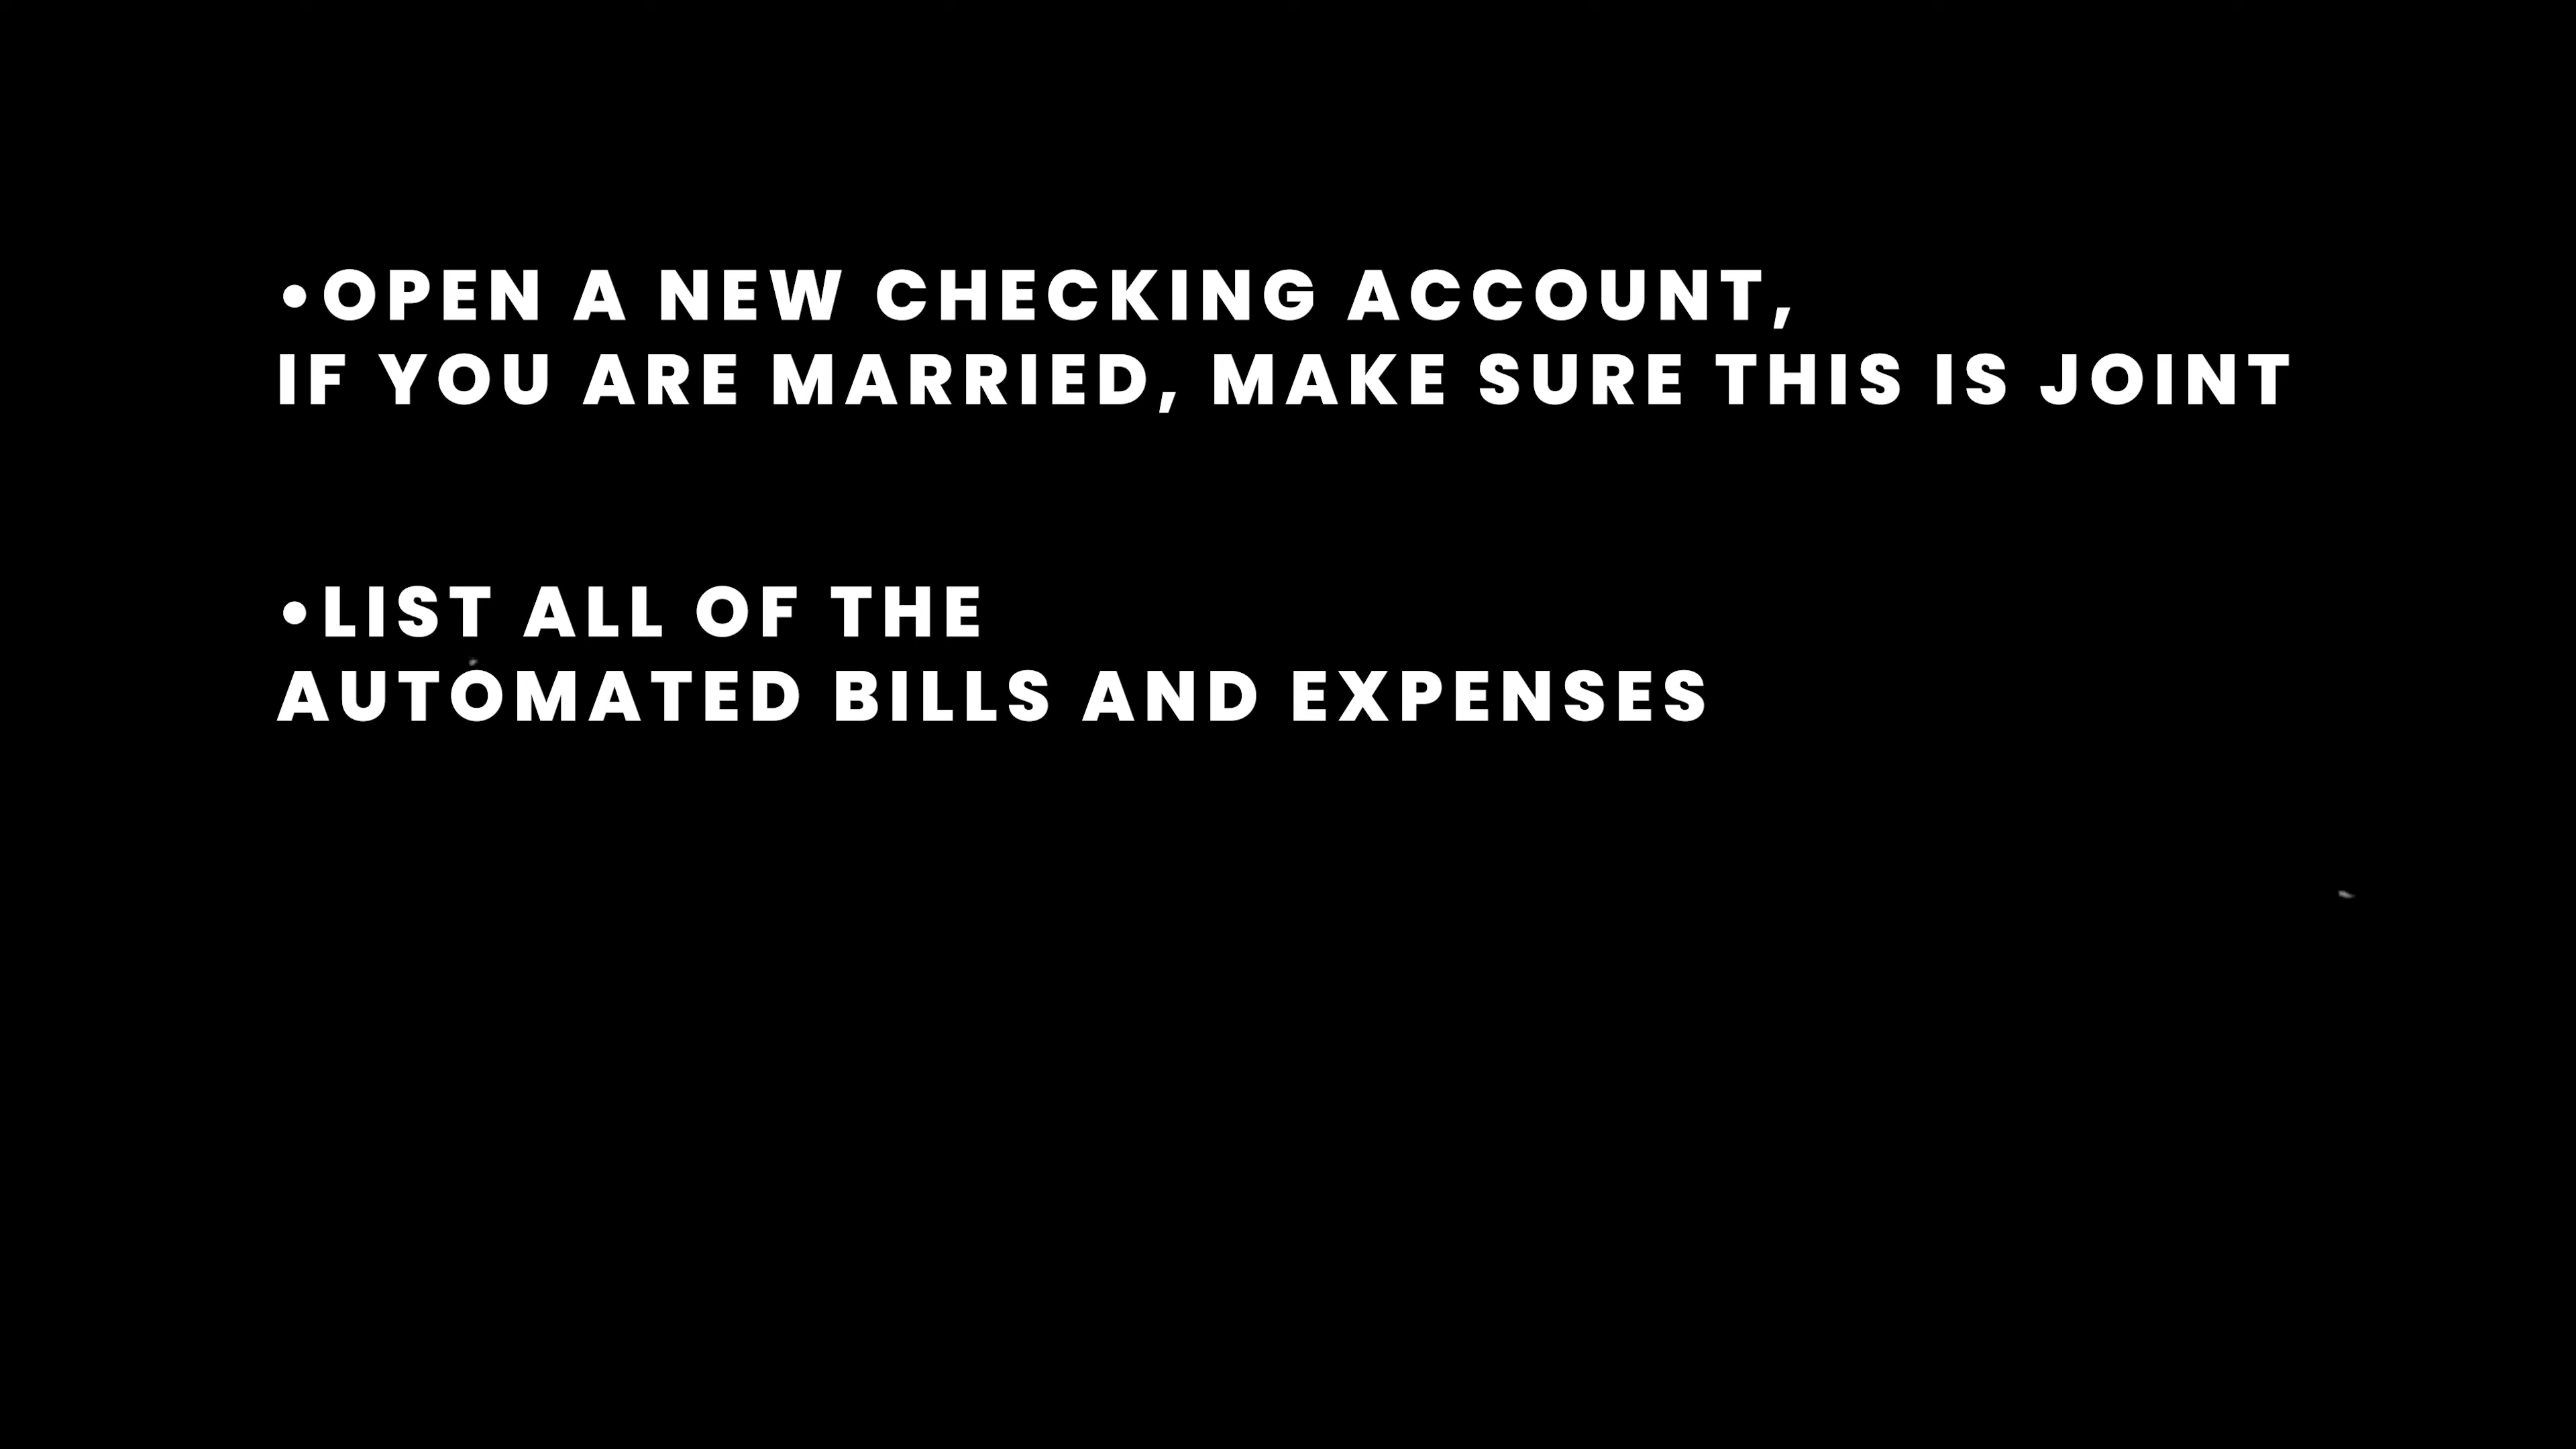 •OPEN A NEW CHECKING ACCOUNT,
IF YOU ARE MARRIED, MAKE SURE THIS IS JOINT
•LIST ALL OF THE
AUTOMATED BILLS AND EXPENSES